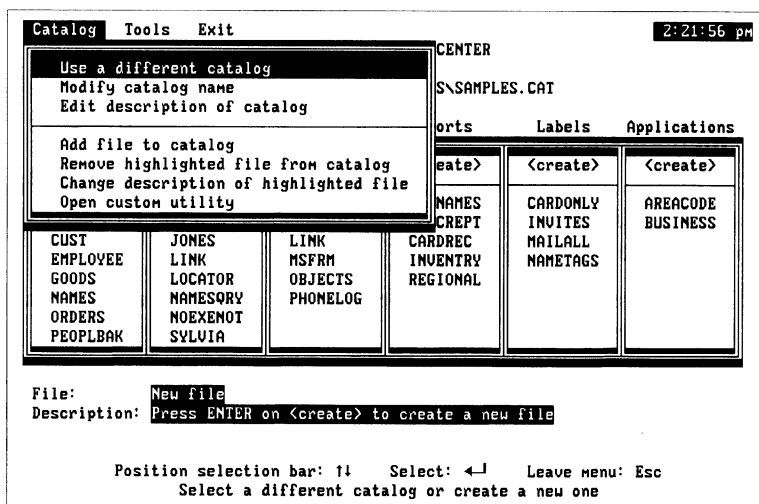 Catalog Tools Exit 2:21:56 pm
CENTER
Use a different catalog
Modify catalog name S\SAMPLES.CAT
Edit description of catalog
orts Labels Applications
Add file to catalog
Remove highlighted file from catalog eate> <create> <create>
Change description of highlighted file
Open custom utility NAMES CARDONLY AREACODE
CREPT INVITES BUSINESS
CUST JONES LINK CARDREC MAILALL
EMPLOYEE LINK MSFRM INVENTRY NAMETAGS
GOODS LOCATOR OBJECTS REGIONAL
NAMES NAMESQRY PHONELOG
ORDERS NOEXENOT
PEOPLBAK SYLVIA
File: New file
Description: Press ENTER on <create> to create a new file
Position selection bar: ↑↓ Select: ↵ Leave menu: Esc
Select a different catalog or create a new one